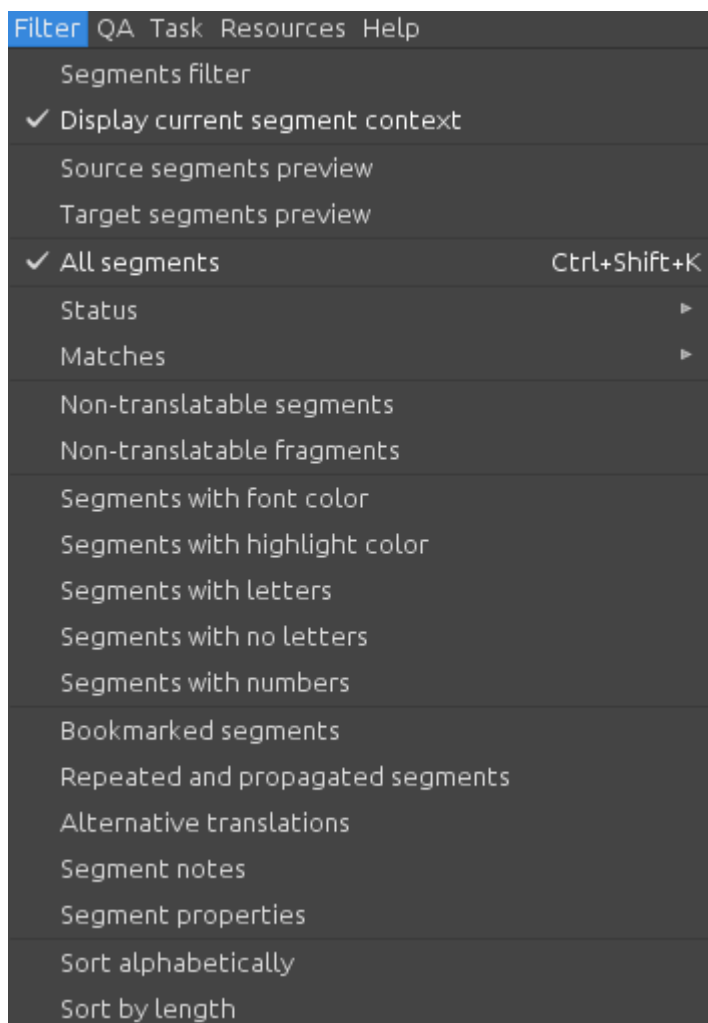 Filter QA Task Resources Help
Segments filter
✓ Display current segment context
Source segments preview
Target segments preview
✓ All segments Ctrl+Shift+K
Status
Matches
Non-translatable segments
Non-translatable fragments
Segments with font color
Segments with highlight color
Segments with letters
Segments with no letters
Segments with numbers
Bookmarked segments
Repeated and propagated segments
Alternative translations
Segment notes
Segment properties
Sort alphabetically
Sort by length